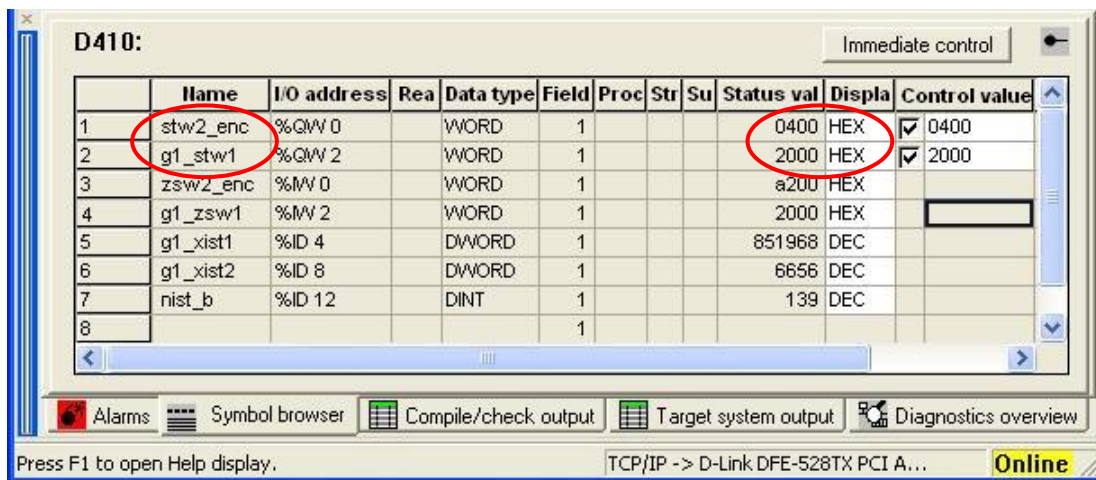 D410:
Immediate control
Name I/O address Rea Data type Field Proc Str Su Status val Displa Control value
1 stw2_enc %QW 0 WORD 1 0400 HEX 0400
2 g1_stw1 %QW 2 WORD 1 2000 HEX 2000
3 zsw2_enc %IW 0 WORD 1 a200 HEX
4 g1_zsw1 %IW 2 WORD 1 2000 HEX
5 g1_xist1 %ID 4 DWORD 1 851968 DEC
6 g1_xist2 %ID 8 DWORD 1 6656 DEC
7 nist_b %ID 12 DINT 1 139 DEC
8 1
Alarms Symbol browser Compile/check output Target system output Diagnostics overview
Press F1 to open Help display. TCP/IP -> D-Link DFE-528TX PCI A... Online